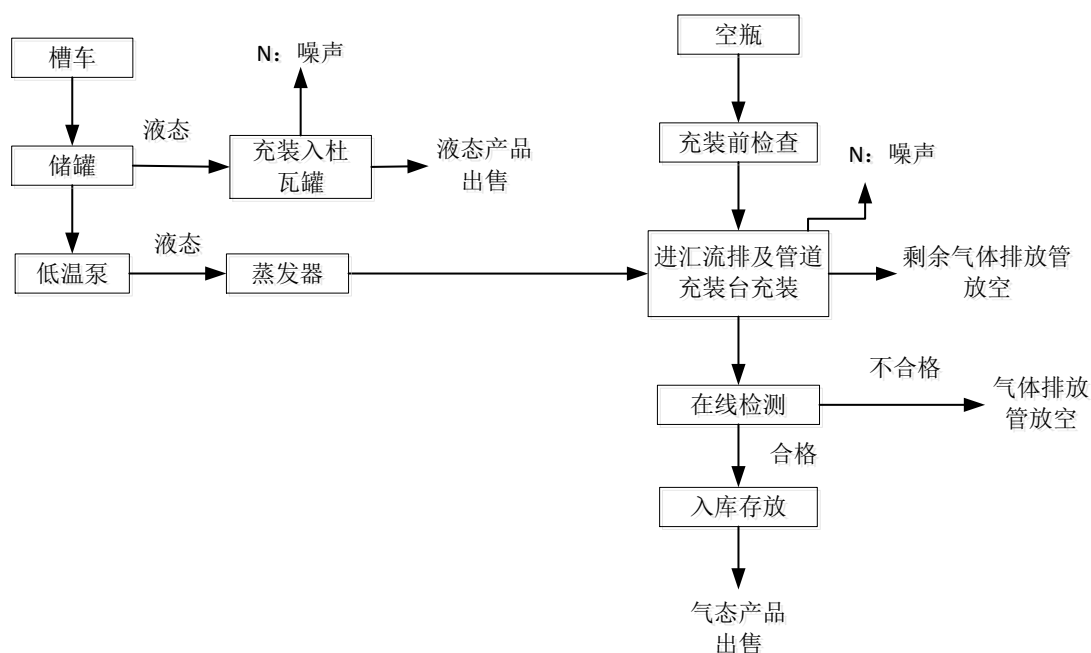 空瓶
槽车
N：噪声
液态
充装前检查
储罐
充装入杜
瓦罐
液态产品
出售
N：噪声
液态
低温泵
蒸发器
进汇流排及管道
充装台充装
剩余气体排放管
放空
不合格
在线检测
气体排放
管放空
合格
入库存放
气态产品
出售